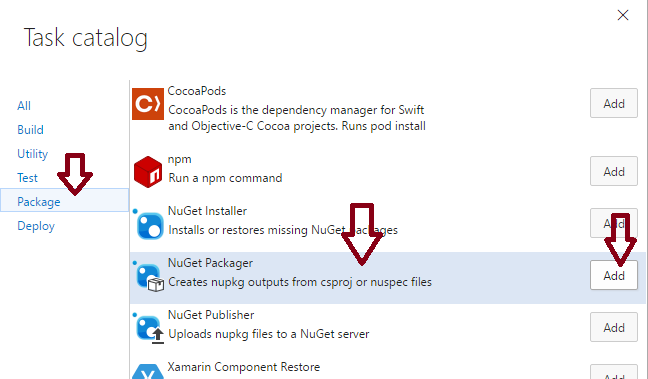 Task catalog
All
Build
Utility
Test
Package
Deploy
CocoaPods
CocoaPods is the dependency manager for Swift
and Objective-C Cocoa projects. Runs pod install
Add
npm
Run a npm command
Add
NuGet Installer
Installs or restores missing NuGet packages
Add
NuGet Packager
Creates nupkg outputs from csproj or nuspec files
Add
NuGet Publisher
Uploads nupkg files to a NuGet server
Add
Xamarin Component Restore
Add